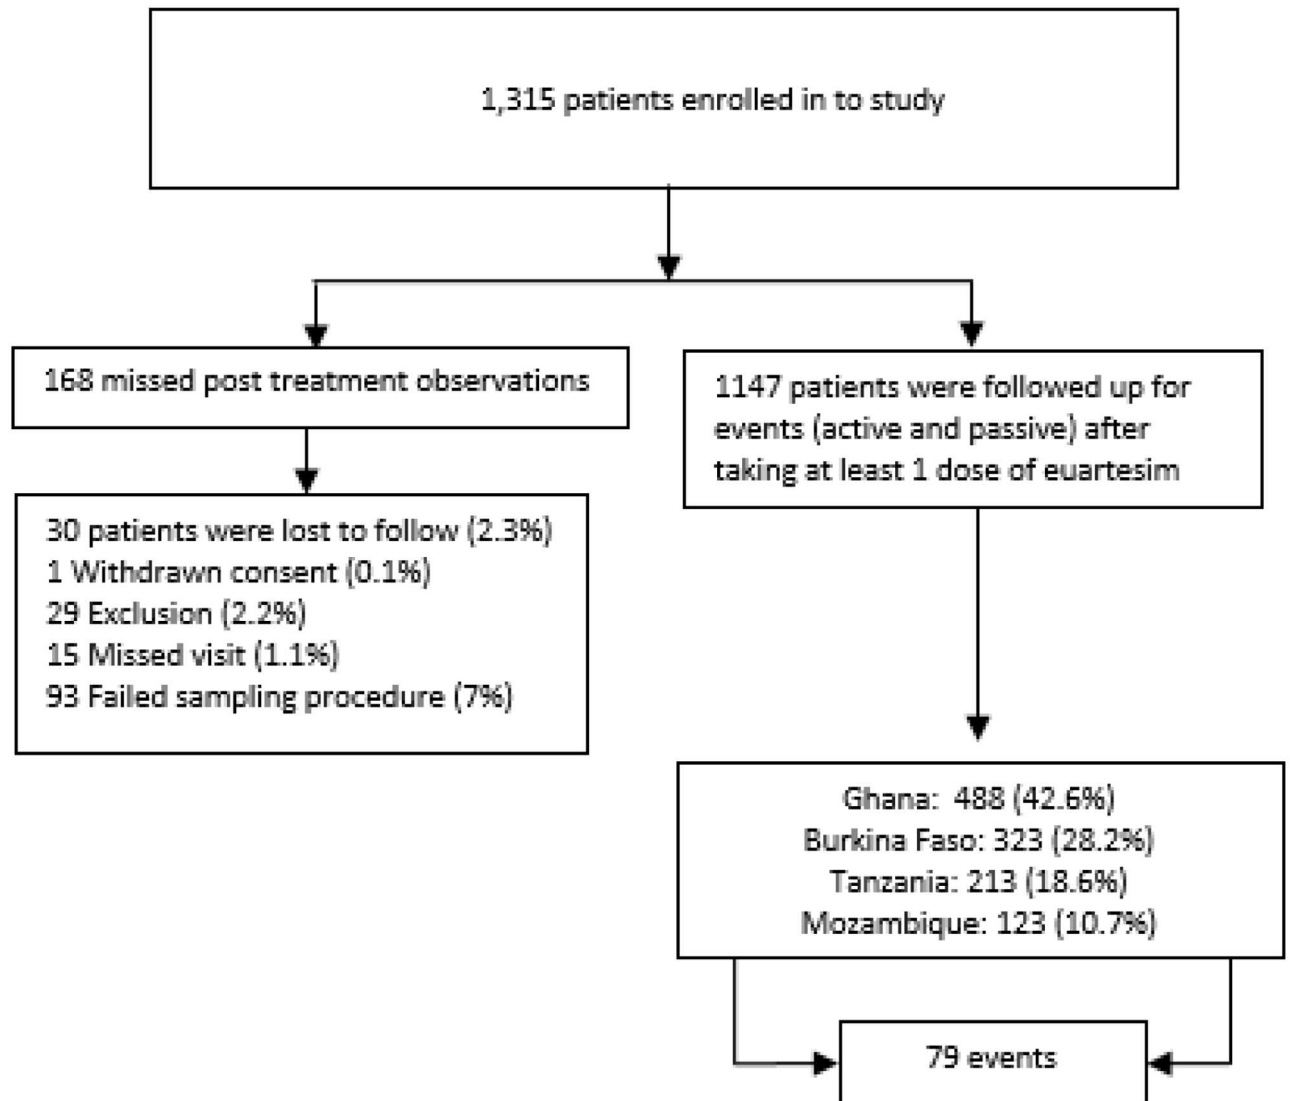 1,315 patients enrolled in to study
168 missed post treatment observations
1147 patients were followed up for
events (active and passive) after
taking at least 1 dose of euartesim
30 patients were lost to follow (2.3%)
1 Withdrawn consent (0.1%)
29 Exclusion (2.2%)
15 Missed visit (1.1%)
93 Failed sampling procedure (7%)
Ghana: 488 (42.6%)
Burkina Faso: 323 (28.2%)
Tanzania: 213 (18.6%)
Mozambique: 123 (10.7%)
79 events